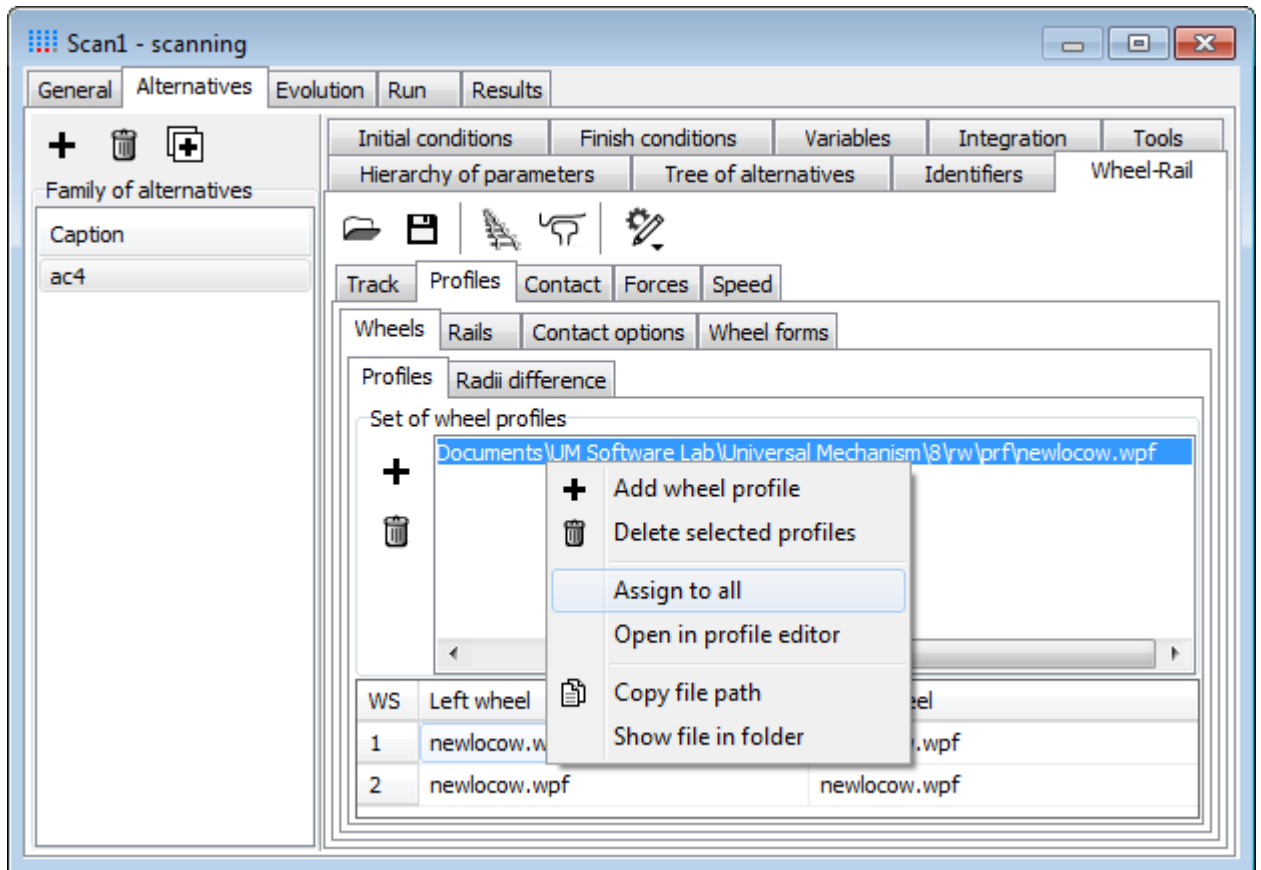 Scan1 - scanning
General Alternatives Evolution Run Results
Initial conditions Finish conditions Variables Integration Tools
Hierarchy of parameters Tree of alternatives Identifiers Wheel-Rail
Family of alternatives
Caption
ac4
Track Profiles Contact Forces Speed
Wheels Rails Contact options Wheel forms
Profiles Radii difference
Set of wheel profiles
Documents\UM Software Lab\Universal Mechanism\8\rw\prf\newlocow.wpf
Add wheel profile
Delete selected profiles
Assign to all
Open in profile editor
Copy file path
Show file in folder
WS Left wheel eel
1 newlocow.w .wpf
2 newlocow.wpf newlocow.wpf